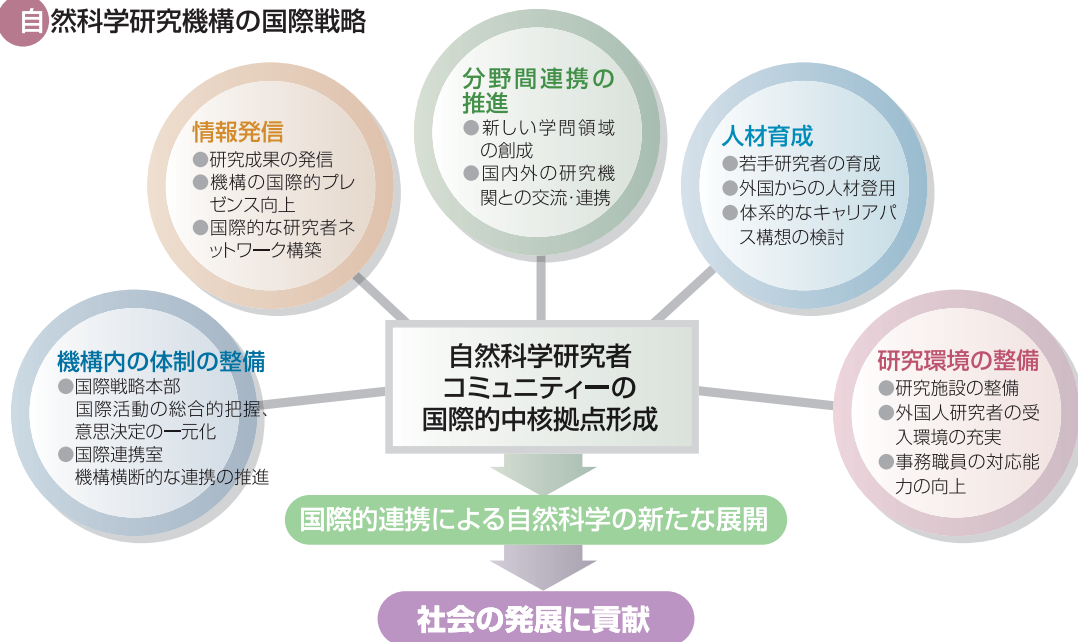 自然科学研究機構の国際戦略
分野間連携の
推進
●新しい学問領域
の創成
●国内外の研究機
関との交流・連携
情報発信
●研究成果の発信
●機構の国際的プレ
ゼンス向上
●国際的な研究者ネ
ットワーク構築
人材育成
●若手研究者の育成
●外国からの人材登用
●体系的なキャリアパ
ス構想の検討
機構内の体制の整備
●国際戦略本部
国際活動の総合的把握、
意思決定の一元化
●国際連携室
機構横断的な連携の推進
自然科学研究者
コミュニティーの
国際的中核拠点形成
研究環境の整備
●研究施設の整備
●外国人研究者の受
入環境の充実
●事務職員の対応能
力の向上
国際的連携による自然科学の新たな展開
社会の発展に貢献